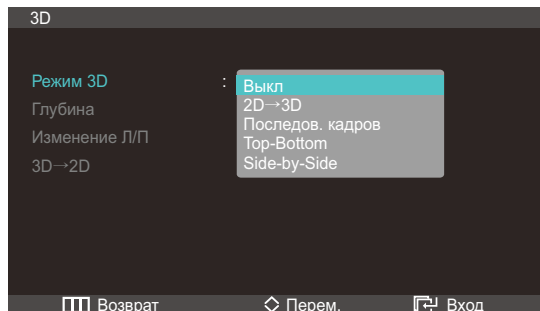 3D
Режим 3D : Выкл
2D→3D
Глубина
Последов. кадров
Изменение Л/П
Top-Bottom
3D→2D
Side-by-Side
Возврат Перем. Вход